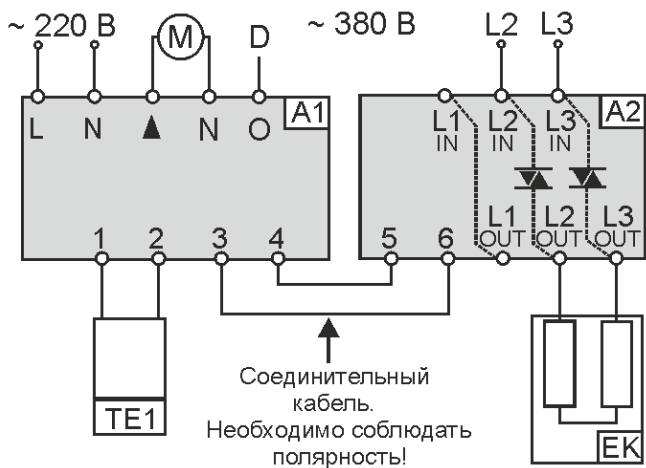 ~ 220 В M D ~ 380 В L2 L3
L N ▲ N O A1 L1 L2 L3 A2
IN IN IN
L1 L2 L3
1 2 3 4 5 6 OUT OUT OUT
Соединительный
кабель.
Необходимо соблюдать
полярность!
TE1 EK